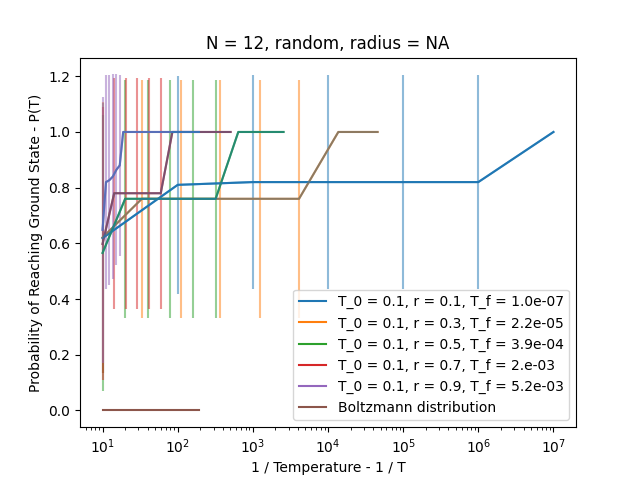 N = 12, random, radius = NA
Probability of Reaching Ground State - P(T)
1.2
1.0
0.8
0.6
0.4
0.2
0.0
T_0 = 0.1, r = 0.1, T_f = 1.0e-07
T_0 = 0.1, r = 0.3, T_f = 2.2e-05
T_0 = 0.1, r = 0.5, T_f = 3.9e-04
T_0 = 0.1, r = 0.7, T_f = 2.e-03
T_0 = 0.1, r = 0.9, T_f = 5.2e-03
Boltzmann distribution
10¹ 10² 10³ 10⁴ 10⁵ 10⁶ 10⁷
1 / Temperature - 1 / T